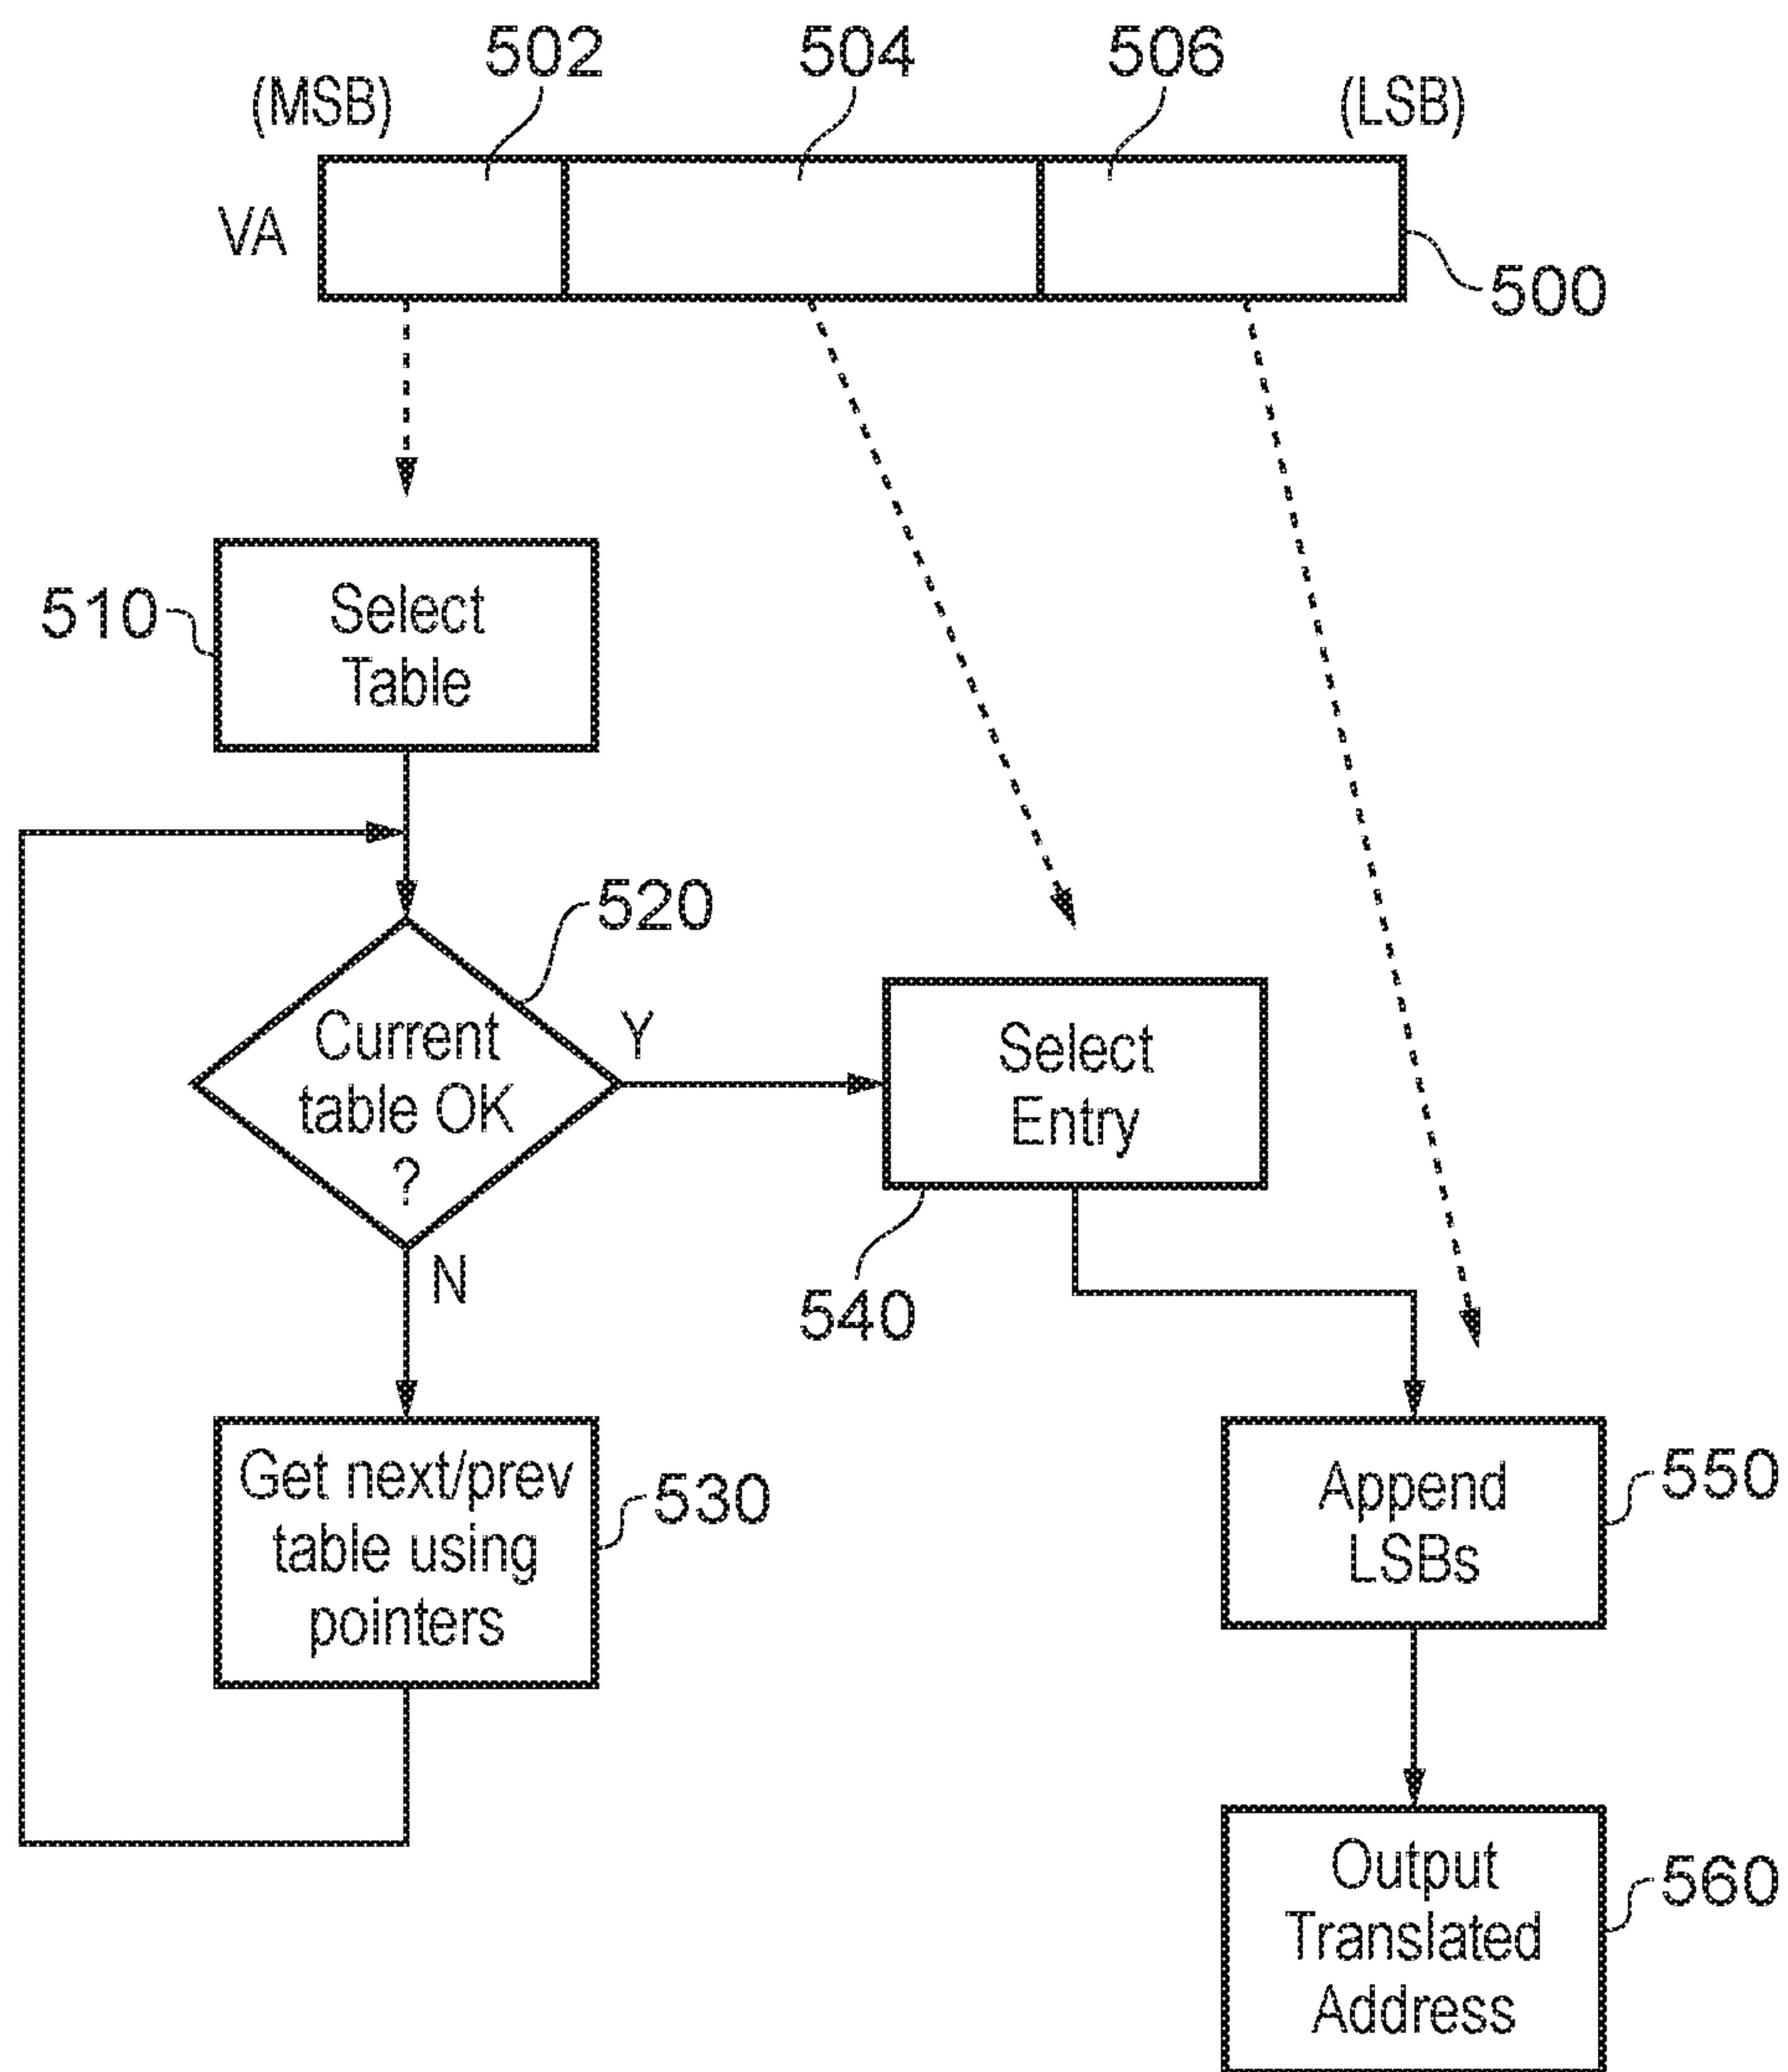 502
504
506
(MSB)
(LSB)
VA
500
510
Select
Table
520
Current
table OK
?
Y
N
Select
Entry
540
Get next/prev
table using
pointers
530
Append
LSBs
550
Output
Translated
Address
560